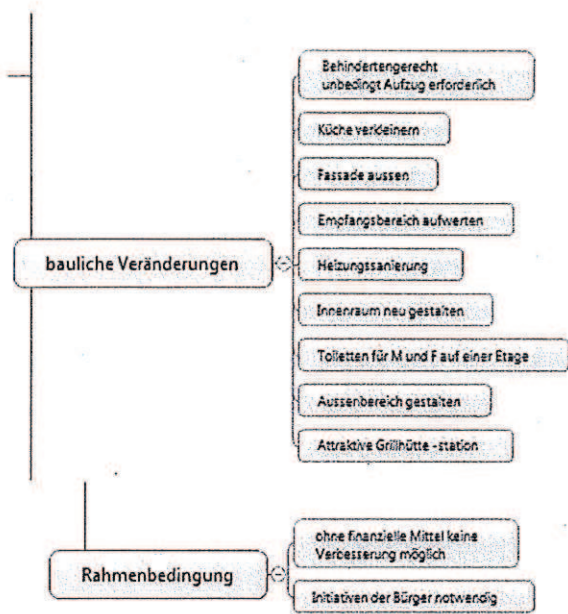 Behindertengerecht
unbedingt Aufzug erforderlich
Küche verkleinern
Fassade aussen
Empfangsbereich aufwerten
bauliche Veränderungen
Heizungssanierung
Innenraum neu gestalten
Toiletten für M und F auf einer Etage
Aussenbereich gestalten
Attraktive Grillhütte -station
ohne finanzielle Mittel keine
Verbesserung möglich
Rahmenbedingung
Initiativen der Bürger notwendig